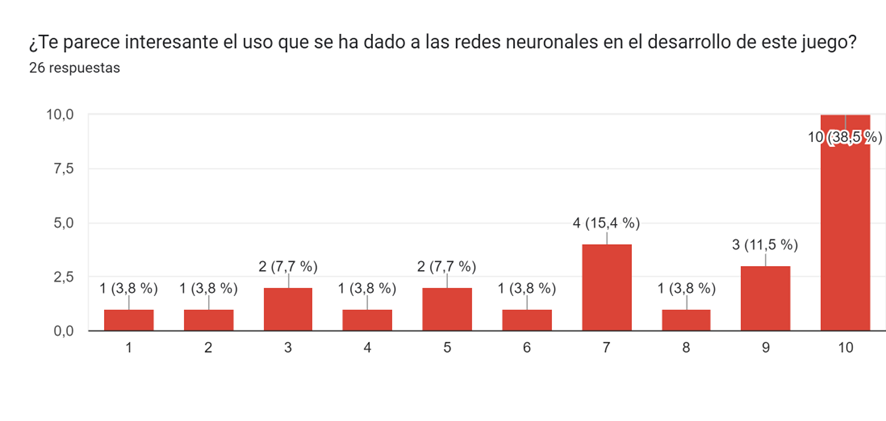 ¿Te parece interesante el uso que se ha dado a las redes neuronales en el desarrollo de este juego?
26 respuestas
10,0
7,5
5,0
2,5
0,0
1 (3,8 %)
1 (3,8 %)
2 (7,7 %)
1 (3,8 %)
2 (7,7 %)
1 (3,8 %)
4 (15,4 %)
1 (3,8 %)
3 (11,5 %)
10 (38,5 %)
1 2 3 4 5 6 7 8 9 10